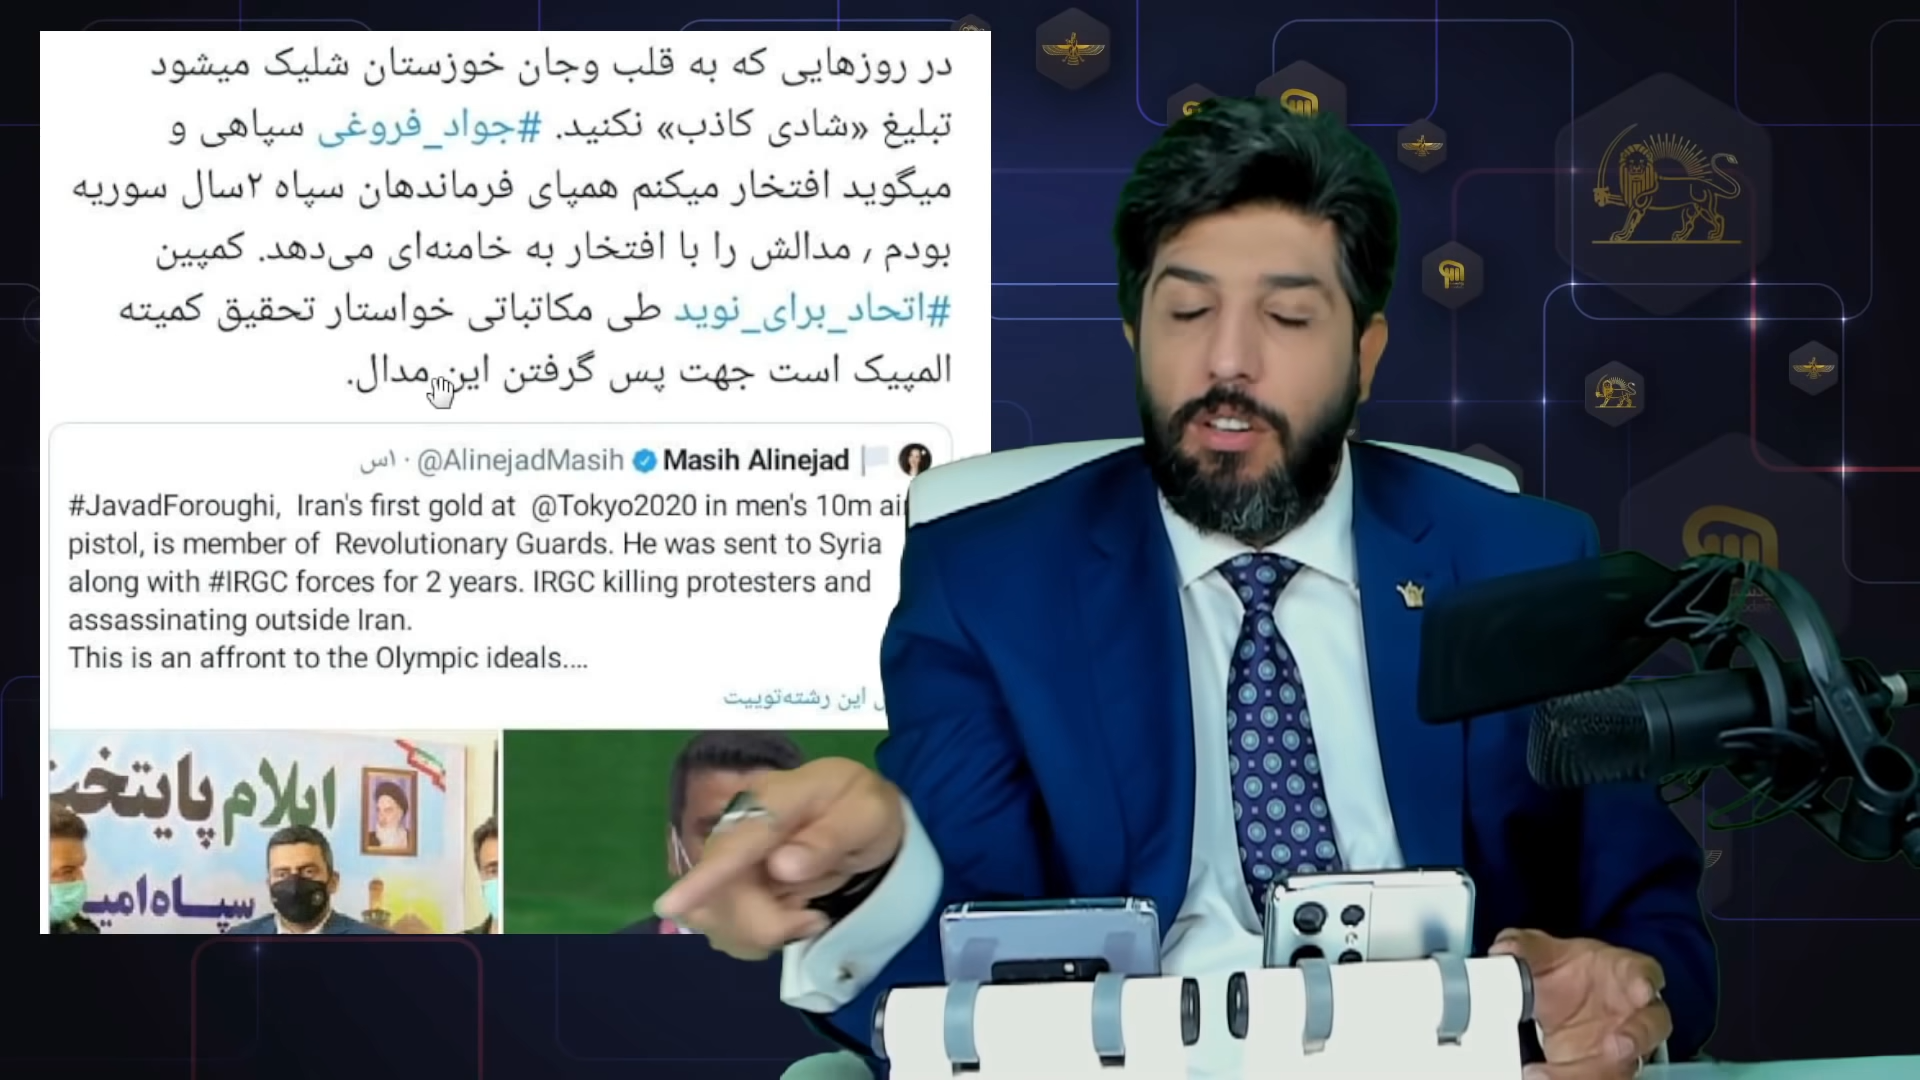 در روزهایی که به قلب وجان خوزستان شلیک میشود
تبلیغ «شادی کاذب» نکنید. #جواد_فروغی سپاهی و
میگوید افتخار میکنم همپای فرماندهان سپاه ۲سال سوریه
بودم ٫ مدالش را با افتخار به خامنه‌ای می‌دهد. کمپین
#اتحاد_برای_نوید طی مکاتباتی خواستار تحقیق کمیته
المپیک است جهت پس گرفتن این مدال.
Masih Alinejad @AlinejadMasih · ۱س
#JavadForoughi, Iran's first gold at @Tokyo2020 in men's 10m air
pistol, is member of Revolutionary Guards. He was sent to Syria
along with #IRGC forces for 2 years. IRGC killing protesters and
assassinating outside Iran.
This is an affront to the Olympic ideals....
این رشته‌توییت
ایلام پایتخت
سپاه امیر